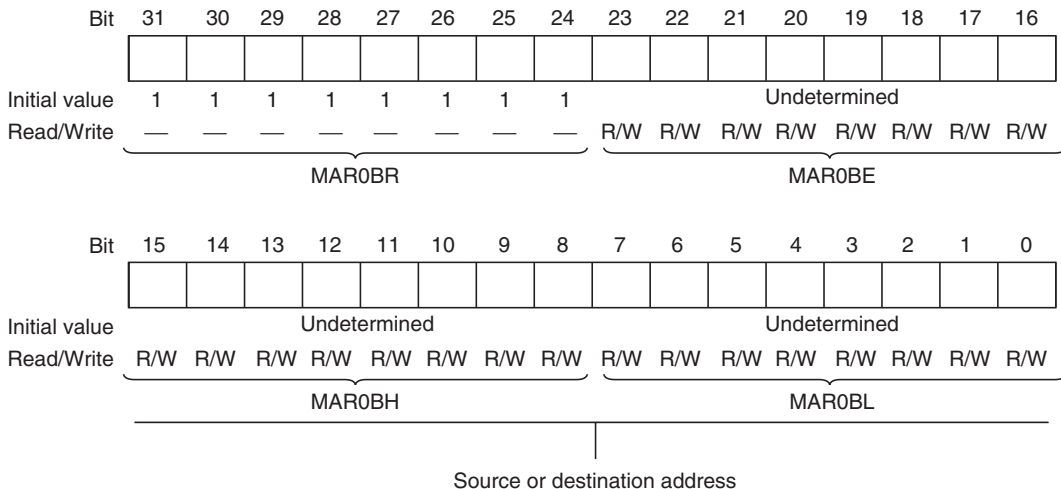 Bit 31 30 29 28 27 26 25 24 23 22 21 20 19 18 17 16
Initial value 1 1 1 1 1 1 1 1 Undetermined
Read/Write — — — — — — — — R/W R/W R/W R/W R/W R/W R/W R/W
MAR0BR MAR0BE
Bit 15 14 13 12 11 10 9 8 7 6 5 4 3 2 1 0
Initial value Undetermined Undetermined
Read/Write R/W R/W R/W R/W R/W R/W R/W R/W R/W R/W R/W R/W R/W R/W R/W R/W
MAR0BH MAR0BL
Source or destination address